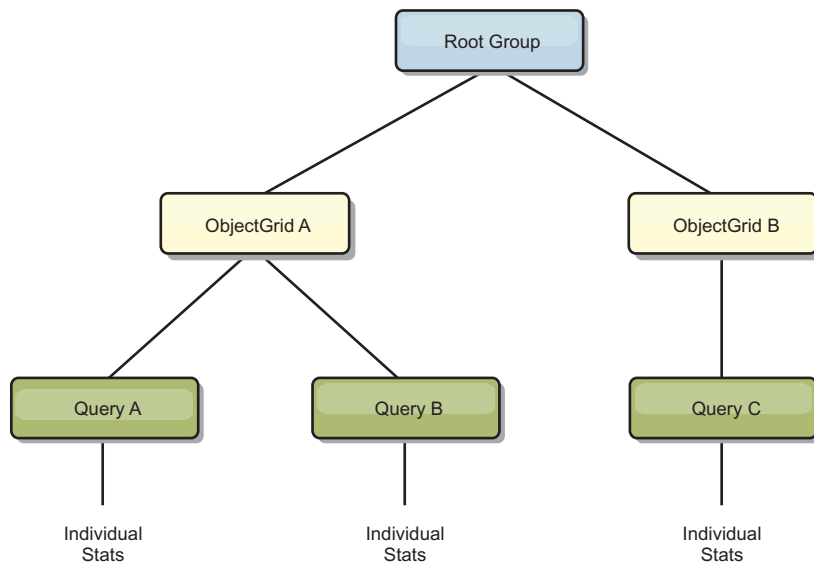 Root Group
ObjectGrid A
ObjectGrid B
Query A
Query B
Query C
Individual
Stats
Individual
Stats
Individual
Stats